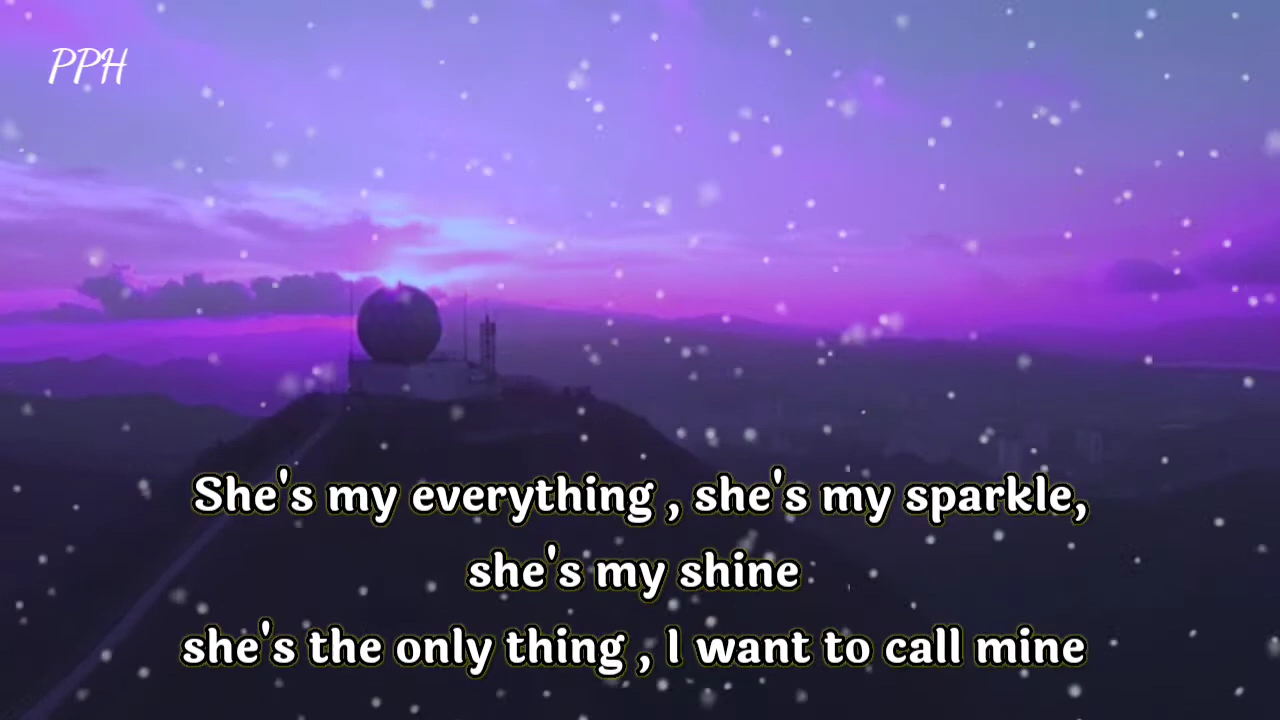 PPH
She's my everything , she's my sparkle,
she's my shine
she's the only thing , I want to call mine